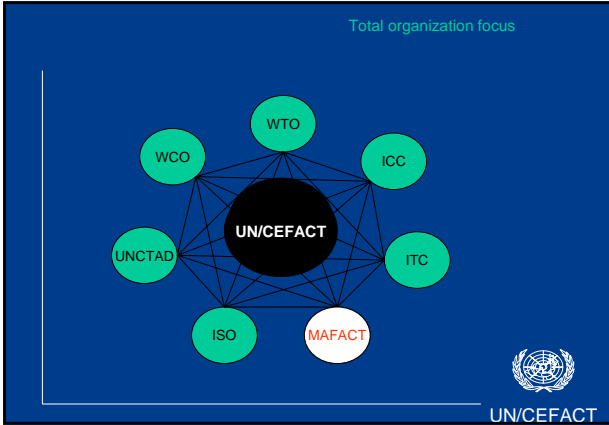 Total organization focus
WTO
WCO
ICC
UN/CEFACT
UNCTAD
ITC
ISO
MAFACT
UN/CEFACT